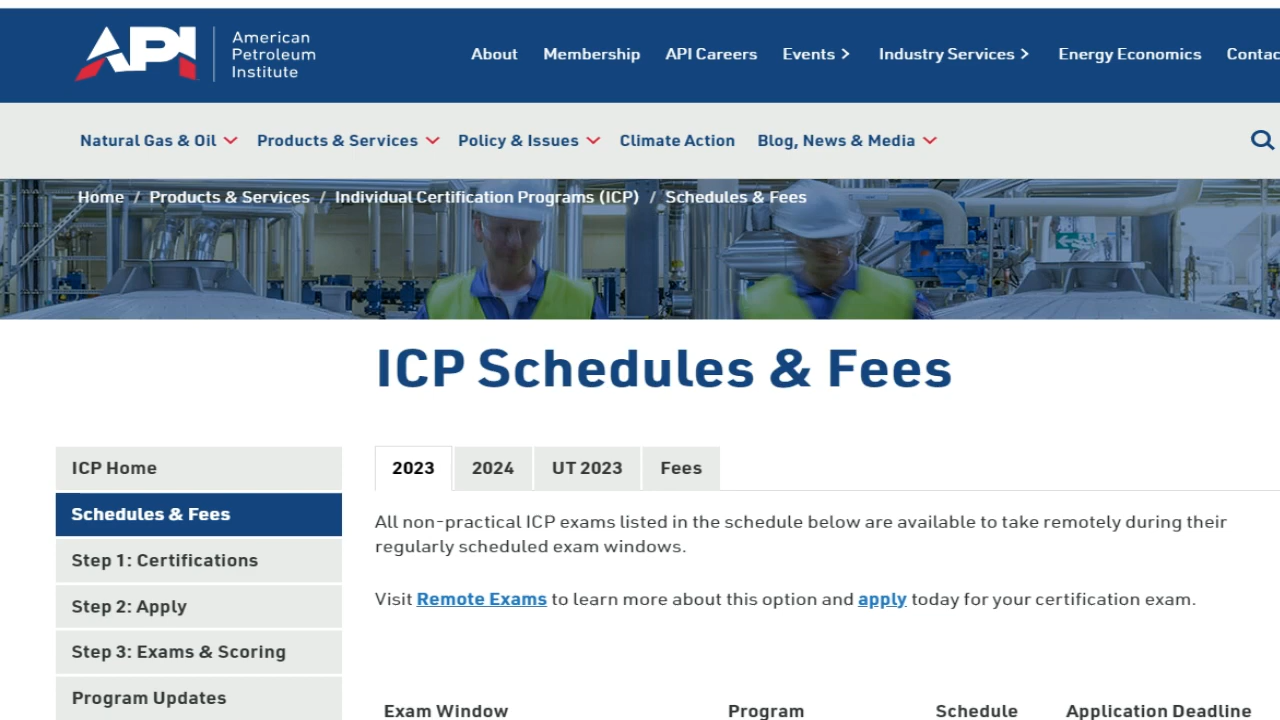 API
American
Petroleum
Institute
About Membership API Careers Events Industry Services Energy Economics Contac
Natural Gas & Oil Products & Services Policy & Issues Climate Action Blog, News & Media
Home / Products & Services / Individual Certification Programs (ICP) / Schedules & Fees
ICP Schedules & Fees
ICP Home
Schedules & Fees
Step 1: Certifications
Step 2: Apply
Step 3: Exams & Scoring
Program Updates
2023 2024 UT 2023 Fees
All non-practical ICP exams listed in the schedule below are available to take remotely during their
regularly scheduled exam windows.
Visit Remote Exams to learn more about this option and apply today for your certification exam.
Exam Window Program Schedule Application Deadline